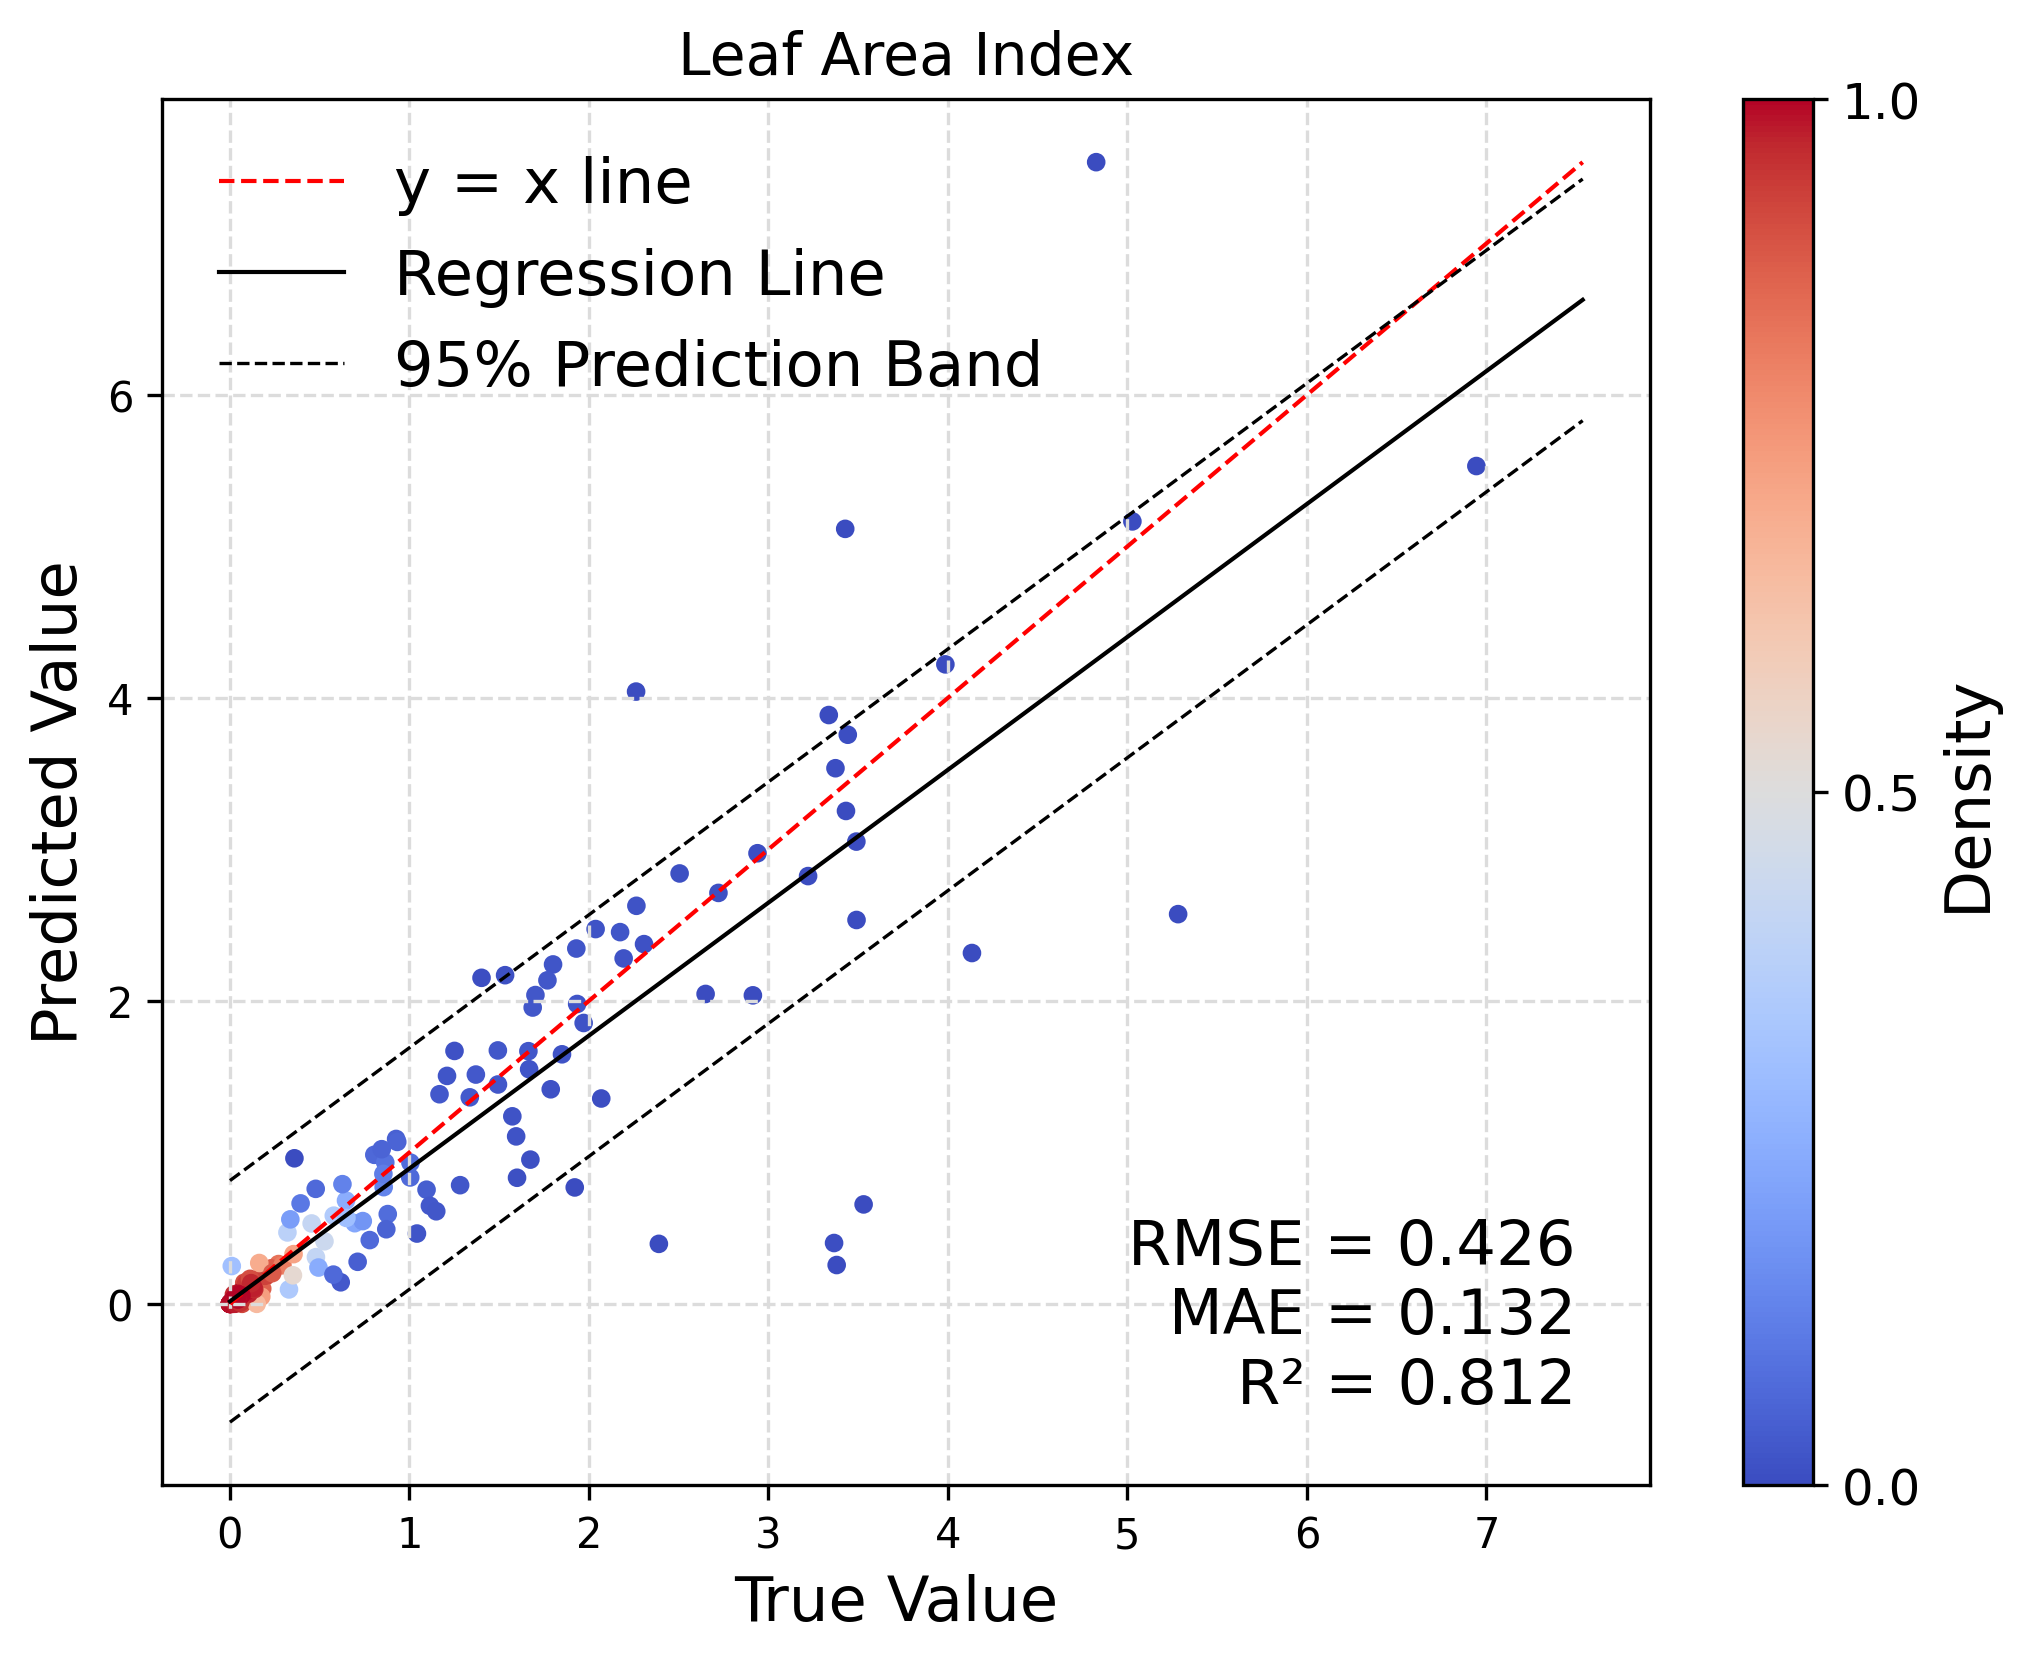 Leaf Area Index
y = x line
Regression Line
95% Prediction Band
Predicted Value
6
4
2
0
RMSE = 0.426
MAE = 0.132
R² = 0.812
0 1 2 3 4 5 6 7
True Value
1.0
0.5
0.0
Density